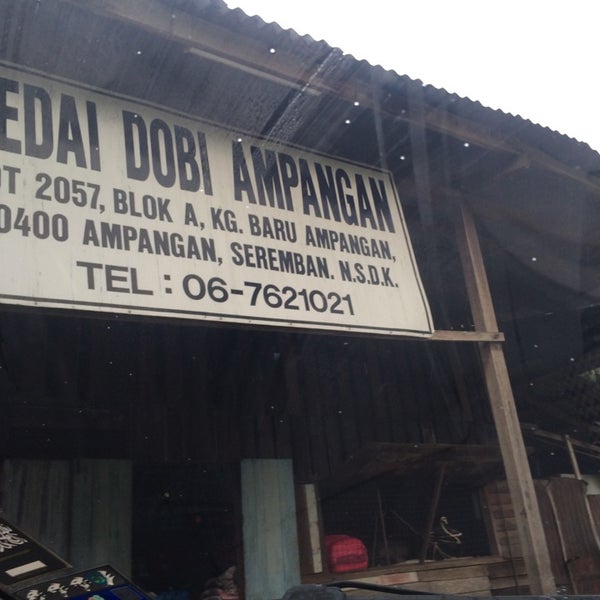 EDAI DOBI AMPANGAN
OT 2057, BLOK A, KG. BARU AMPANGAN,
0400 AMPANGAN, SEREMBAN. N.S.D.K.
TEL : 06-7621021